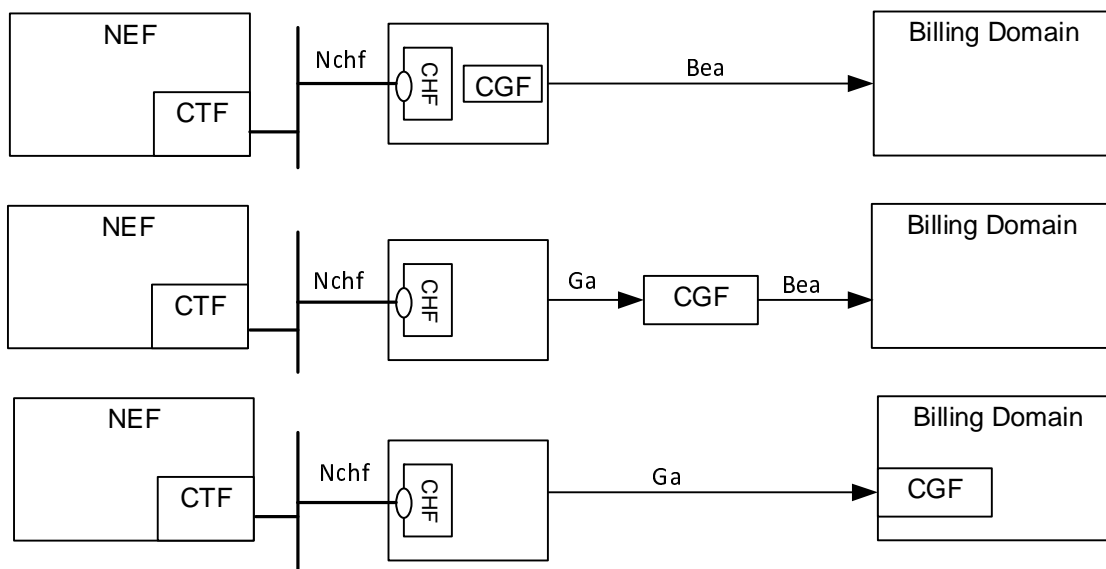 NEF
CTF
Nchf
CHF
CGF
Bea
Billing Domain
NEF
CTF
Nchf
CHF
Ga
CGF
Bea
Billing Domain
NEF
CTF
Nchf
CHF
Ga
Billing Domain
CGF